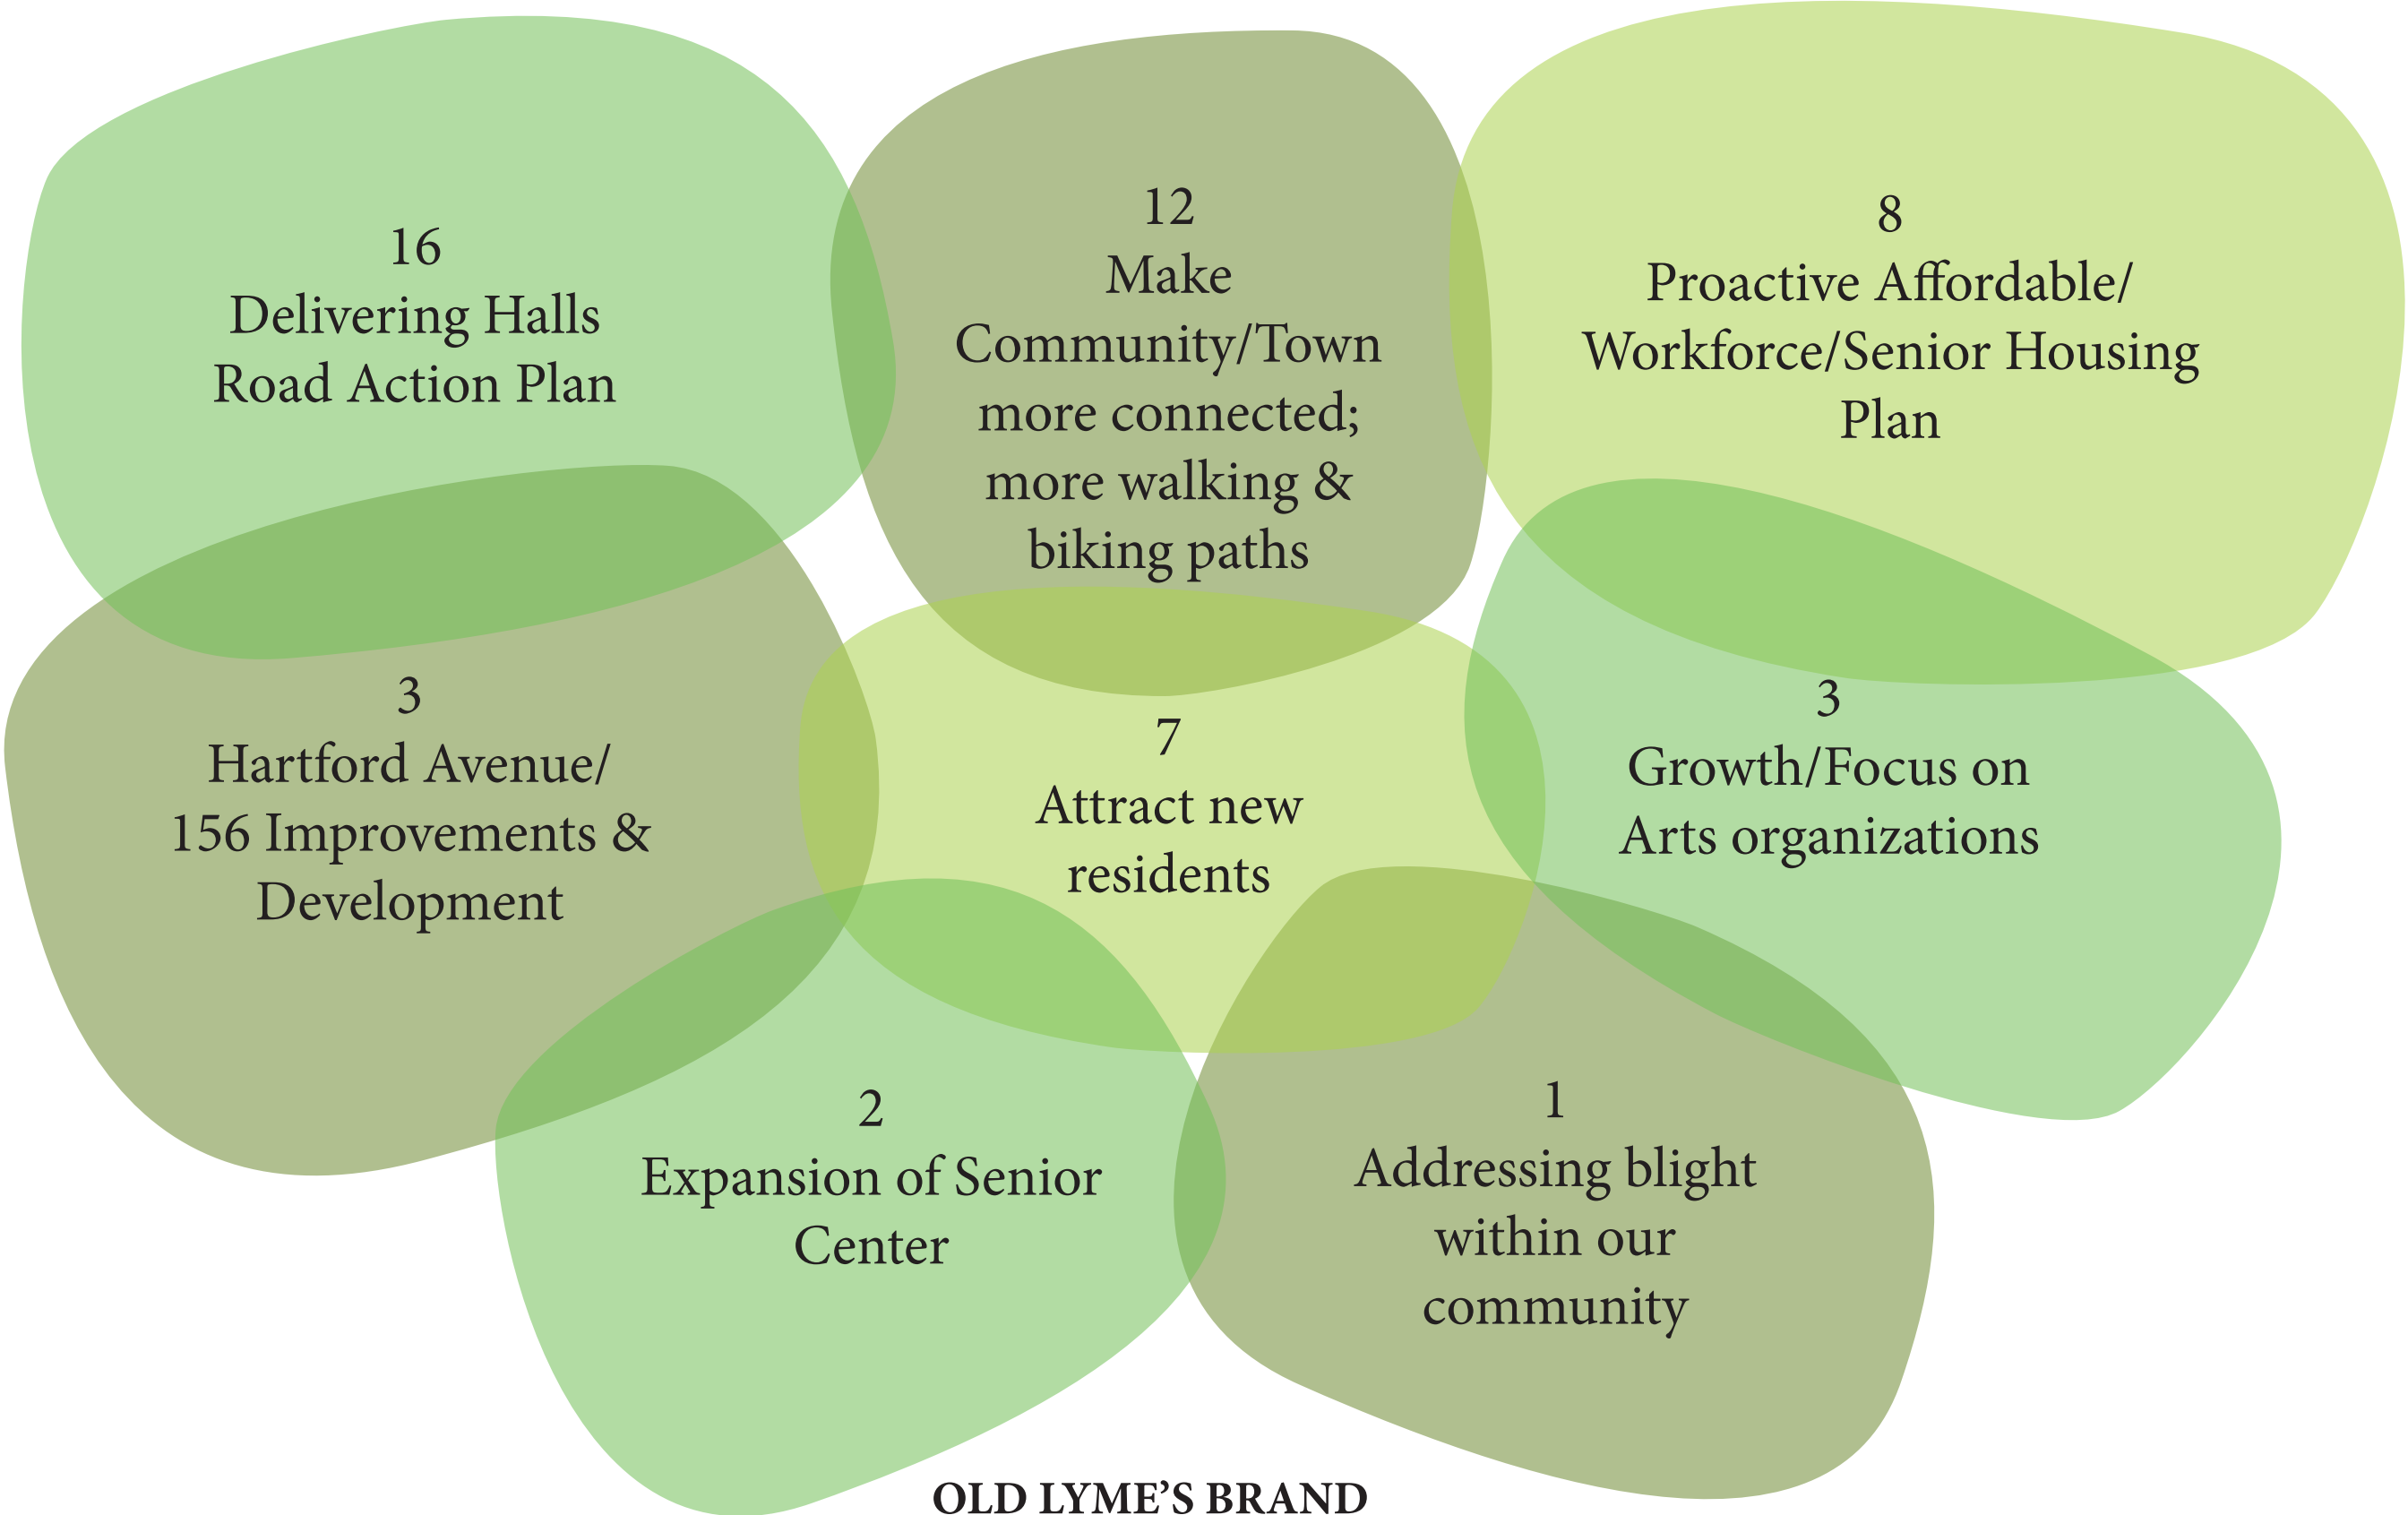 16
Delivering Halls
Road Action Plan
12
Make
Community/Town
more connected;
more walking &
biking paths
8
Proactive Affordable/
Workforce/Senior Housing
Plan
3
Hartford Avenue/
156 Improvements &
Development
7
Attract new
residents
3
Growth/Focus on
Arts organizations
2
Expansion of Senior
Center
1
Addressing blight
within our
community
OLD LYME’S BRAND